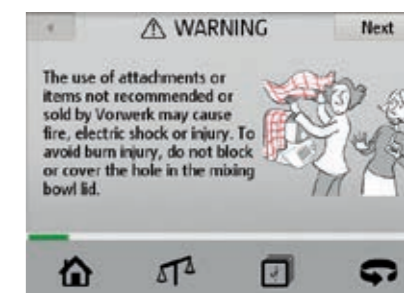 WARNING
Next
The use of attachments or
items not recommended or
sold by Vorwerk may cause
fire, electric shock or injury. To
avoid burn injury, do not block
or cover the hole in the mixing
bowl lid.